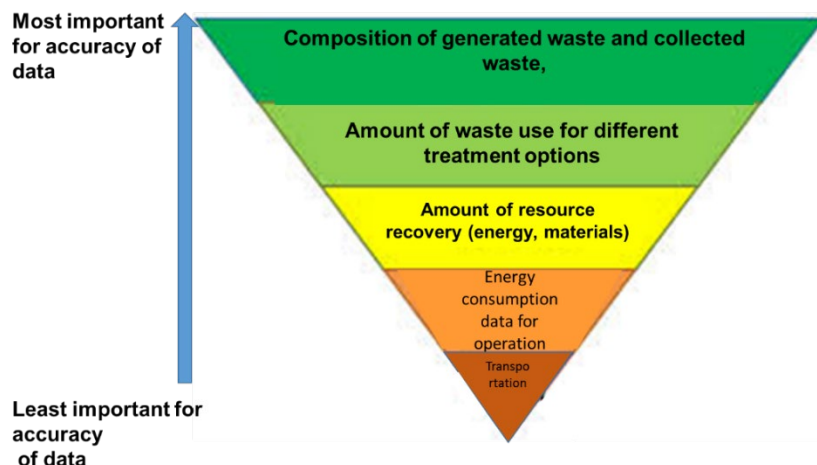 Most important
for accuracy of
data
Composition of generated waste and collected
waste,
Amount of waste use for different
treatment options
Amount of resource
recovery (energy, materials)
Energy
consumption
data for
operation
Transpo
rtation
Least important for
accuracy
of data